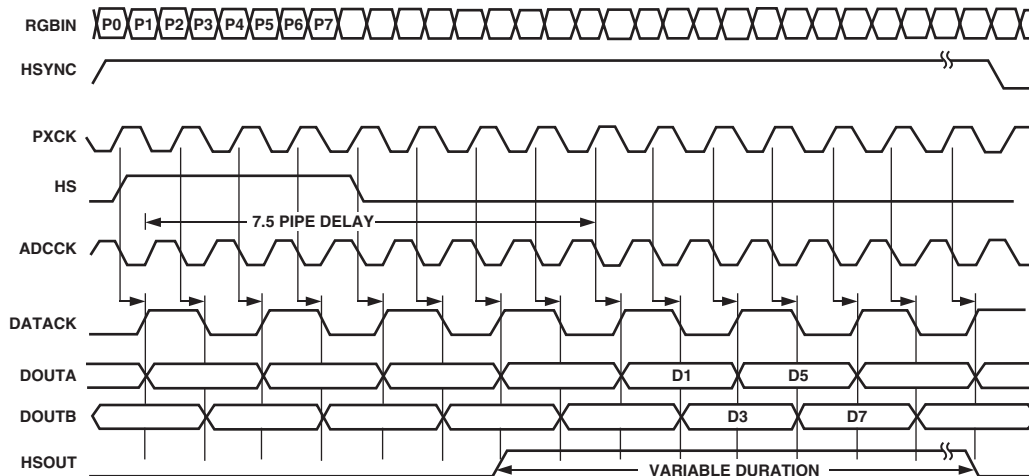 RGBIN P0 P1 P2 P3 P4 P5 P6 P7
HSYNC
PXCK
HS
7.5 PIPE DELAY
ADCCK
DATACK
DOUTA D1 D5
DOUTB D3 D7
HSOUT VARIABLE DURATION